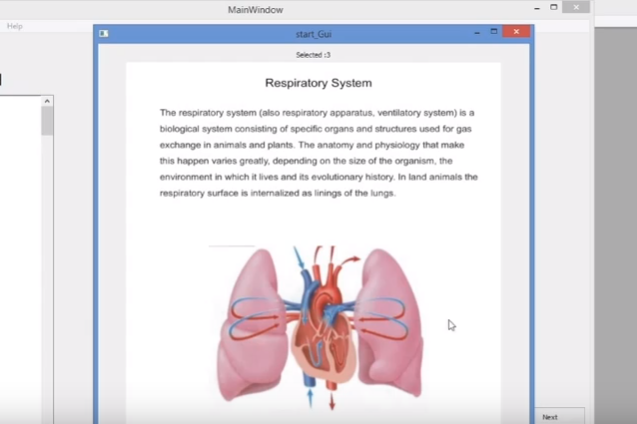 MainWindow
Help
start_Gui
Selected :3
Respiratory System
The respiratory system (also respiratory apparatus, ventilatory system) is a
biological system consisting of specific organs and structures used for gas
exchange in animals and plants. The anatomy and physiology that make
this happen varies greatly, depending on the size of the organism, the
environment in which it lives and its evolutionary history. In land animals the
respiratory surface is internalized as linings of the lungs.
Next